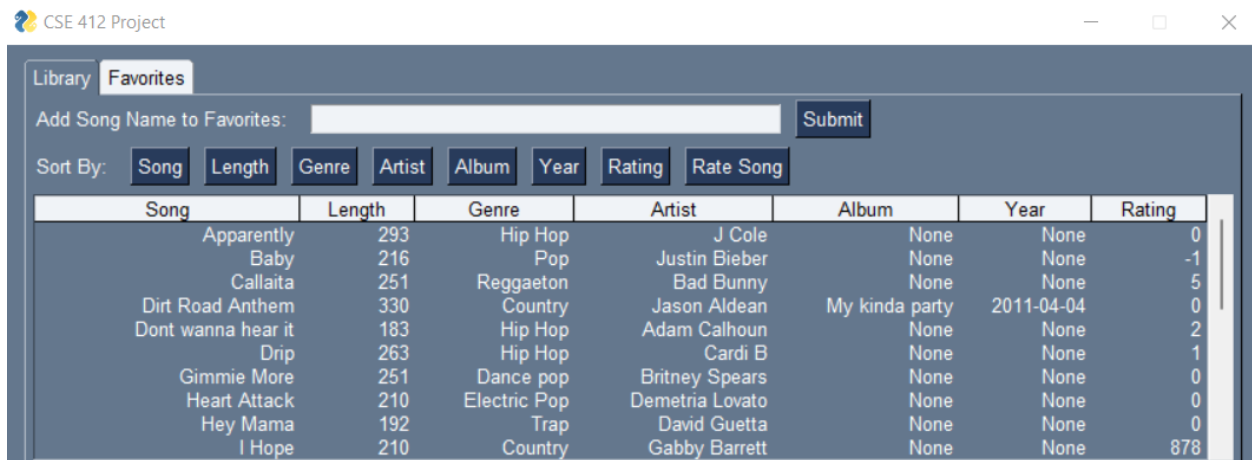 CSE 412 Project
Library Favorites
Add Song Name to Favorites: Submit
Sort By: Song Length Genre Artist Album Year Rating Rate Song
Song Length Genre Artist Album Year Rating
Apparently 293 Hip Hop J Cole None None 0
Baby 216 Pop Justin Bieber None None -1
Callaita 251 Reggaeton Bad Bunny None None 5
Dirt Road Anthem 330 Country Jason Aldean My kinda party 2011-04-04 0
Dont wanna hear it 183 Hip Hop Adam Calhoun None None 2
Drip 263 Hip Hop Cardi B None None 1
Gimmie More 251 Dance pop Britney Spears None None 0
Heart Attack 210 Electric Pop Demetria Lovato None None 0
Hey Mama 192 Trap David Guetta None None 0
I Hope 210 Country Gabby Barrett None None 878